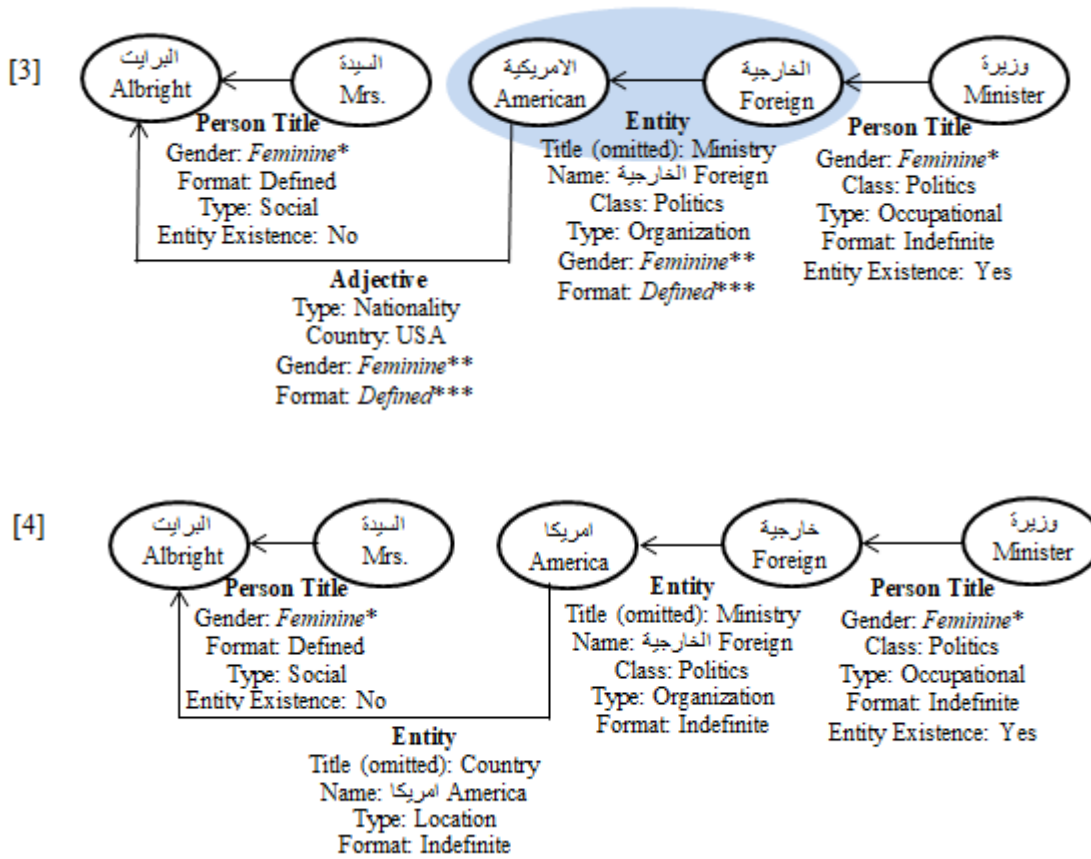 [3]
البرايت
Albright
السيدة
Mrs.
الامريكية
American
الخارجية
Foreign
وزيرة
Minister
Person Title
Gender: Feminine*
Format: Defined
Type: Social
Entity Existence: No
Entity
Title (omitted): Ministry
Name: الخارجية Foreign
Class: Politics
Type: Organization
Gender: Feminine**
Format: Defined***
Person Title
Gender: Feminine*
Class: Politics
Type: Occupational
Format: Indefinite
Entity Existence: Yes
Adjective
Type: Nationality
Country: USA
Gender: Feminine**
Format: Defined***
[4]
البرايت
Albright
السيدة
Mrs.
امريكا
America
خارجية
Foreign
وزيرة
Minister
Person Title
Gender: Feminine*
Format: Defined
Type: Social
Entity Existence: No
Entity
Title (omitted): Ministry
Name: الخارجية Foreign
Class: Politics
Type: Organization
Format: Indefinite
Person Title
Gender: Feminine*
Class: Politics
Type: Occupational
Format: Indefinite
Entity Existence: Yes
Entity
Title (omitted): Country
Name: امريكا America
Type: Location
Format: Indefinite